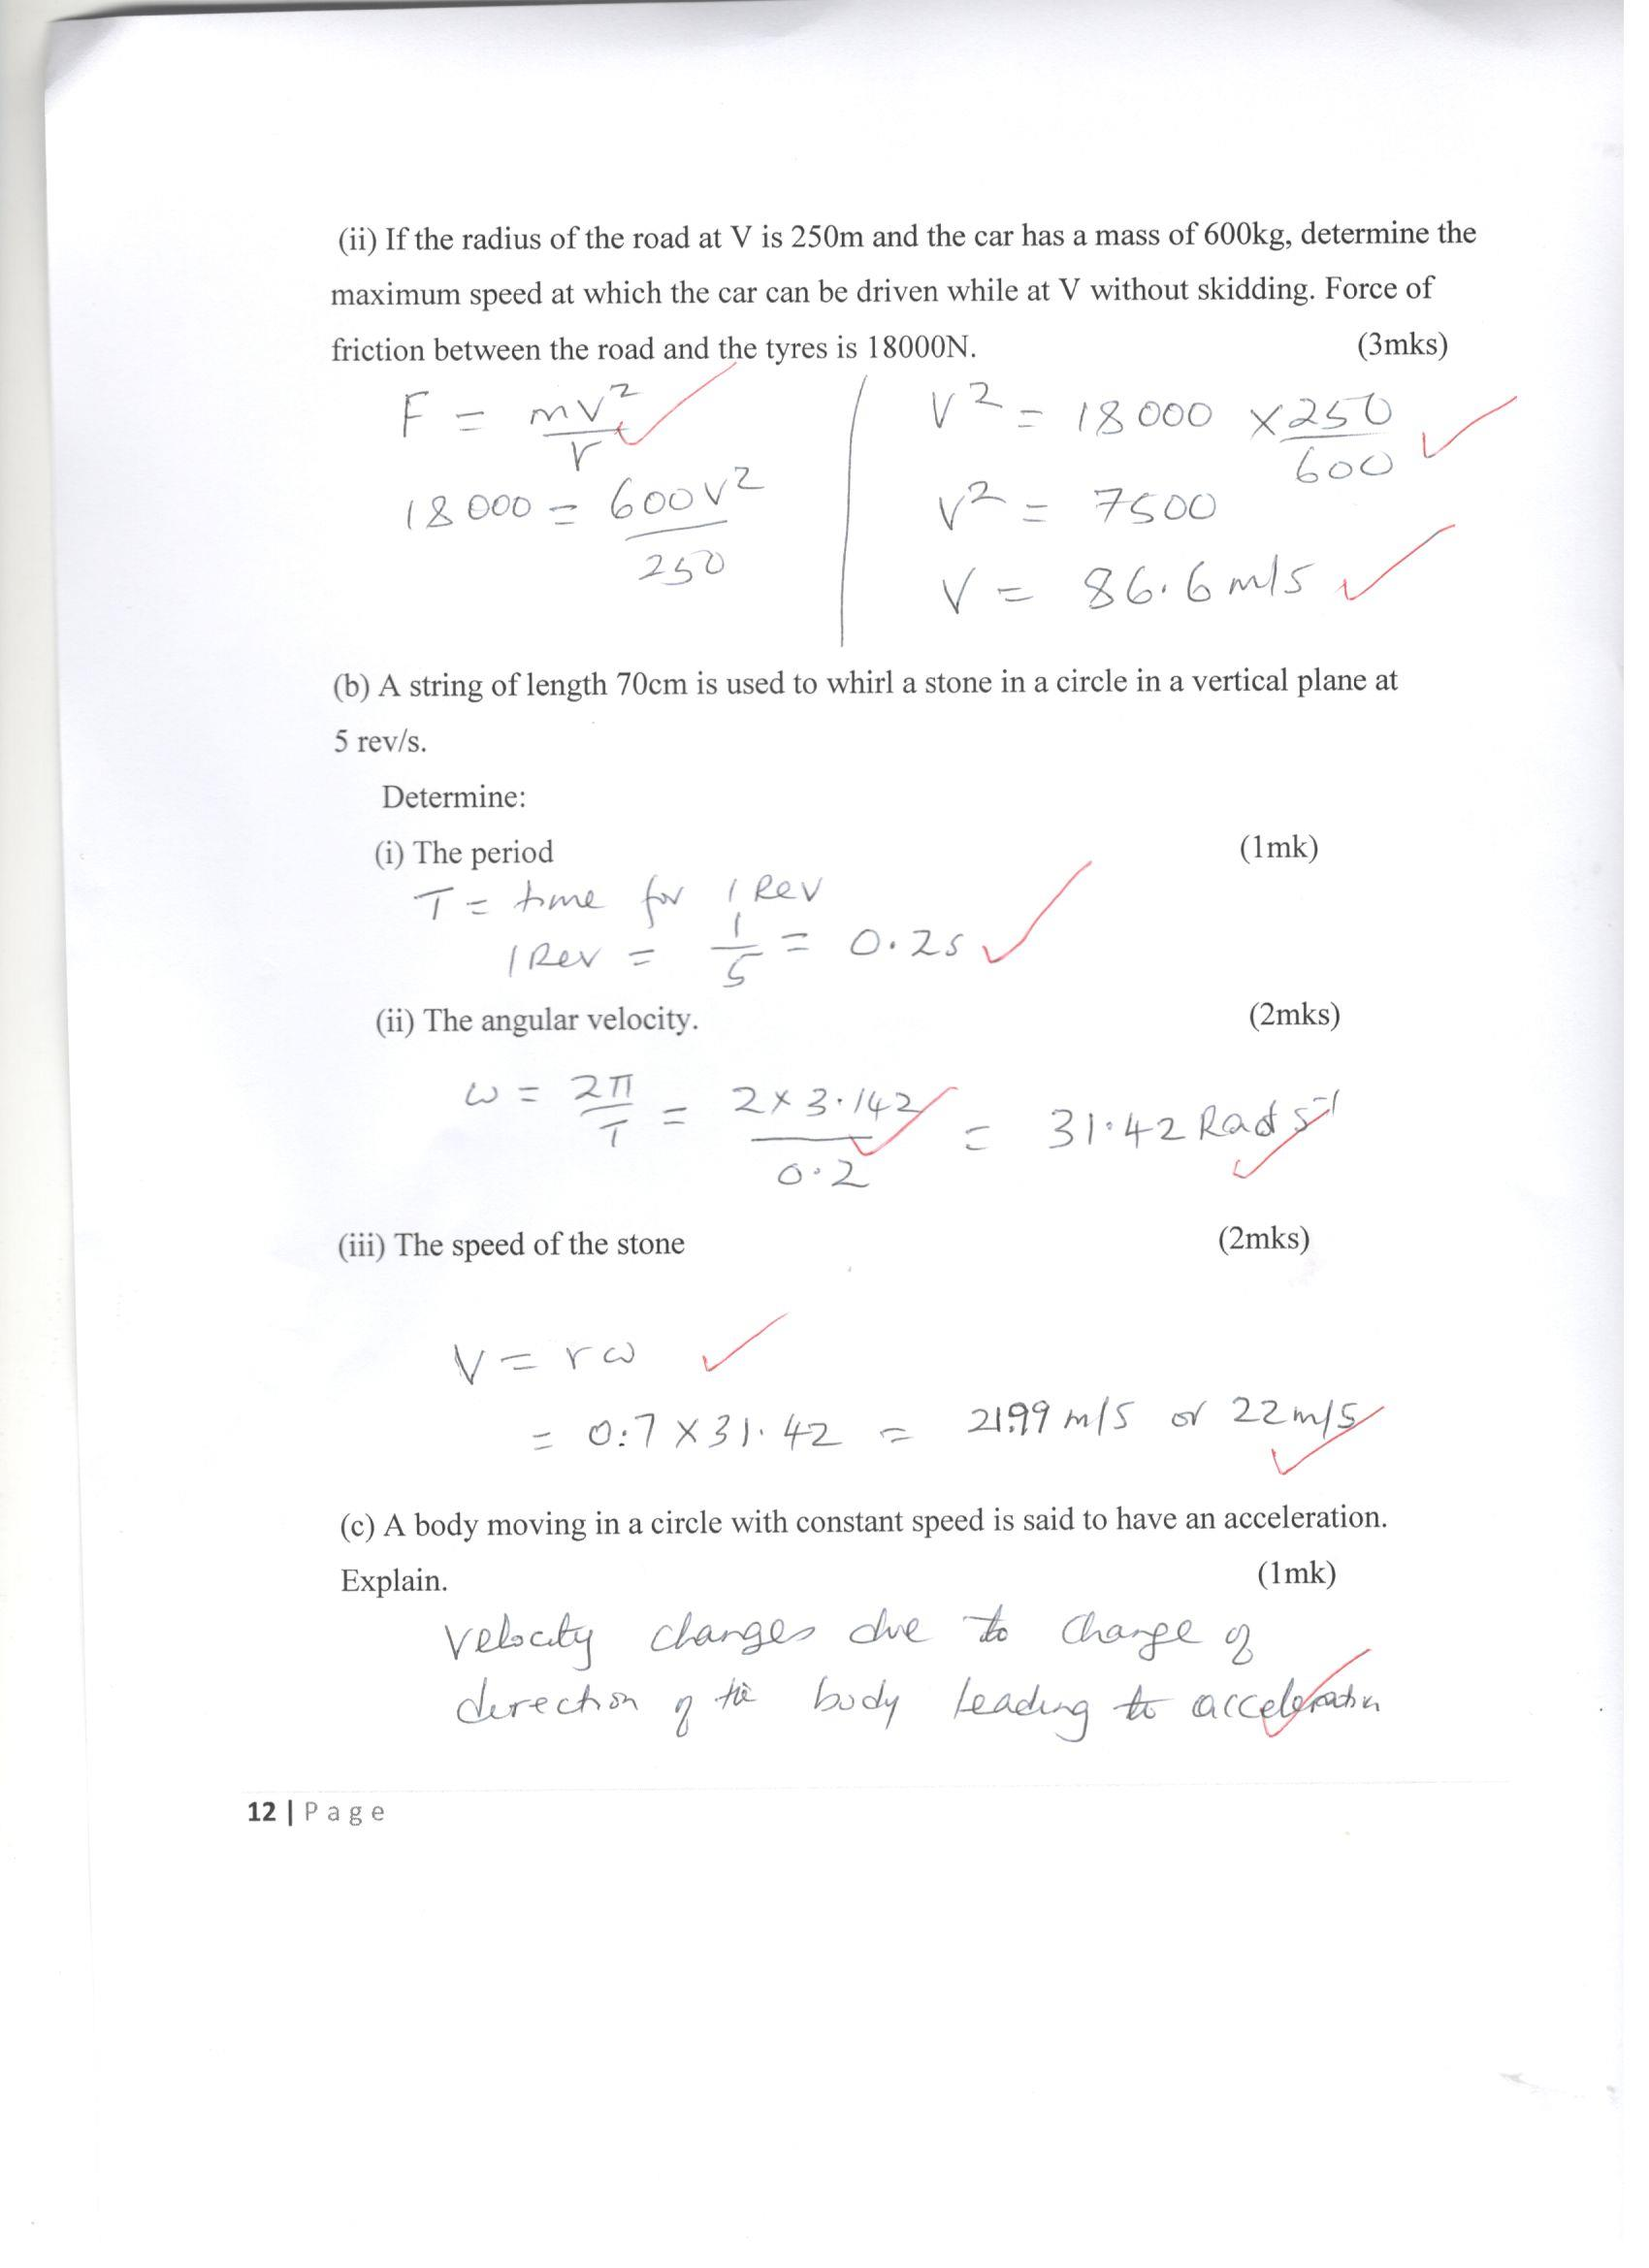 (ii) If the radius of the road at V is 250m and the car has a mass of 600kg, determine the
maximum speed at which the car can be driven while at V without skidding. Force of
friction between the road and the tyres is 18000N. (3mks)
F = mv²/r
18000 = 600V²/250
V² = 18000 × 250/600
V² = 7500
V = 86.6 m/s
(b) A string of length 70cm is used to whirl a stone in a circle in a vertical plane at
5 rev/s.
Determine:
(i) The period (1mk)
T = time for 1 Rev
1 Rev = 1/5 = 0.2s
(ii) The angular velocity. (2mks)
ω = 2π/T = 2×3.142/0.2 = 31.42 Rad s⁻¹
(iii) The speed of the stone (2mks)
V = rω
= 0.7 × 31.42 = 21.99 m/s or 22 m/s
(c) A body moving in a circle with constant speed is said to have an acceleration.
Explain. (1mk)
Velocity changes due to change of
direction of the body leading to acceleration
12 | Page